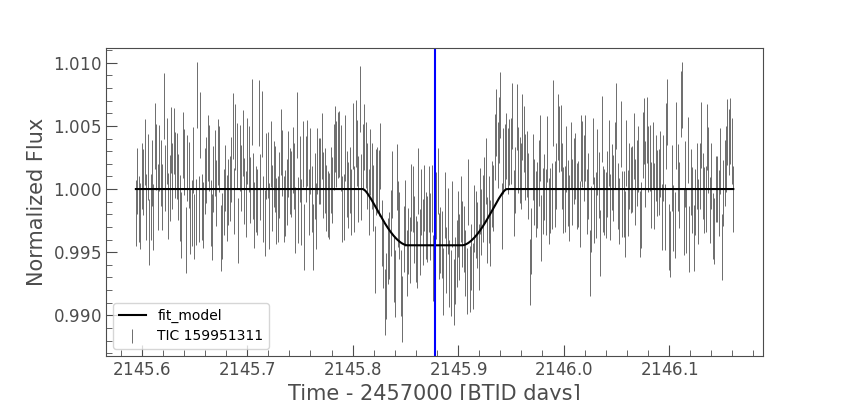 1.010
1.005
1.000
0.995
0.990
Normalized Flux
fit_model
TIC 159951311
2145.6 2145.7 2145.8 2145.9 2146.0 2146.1
Time - 2457000 [BTJD days]